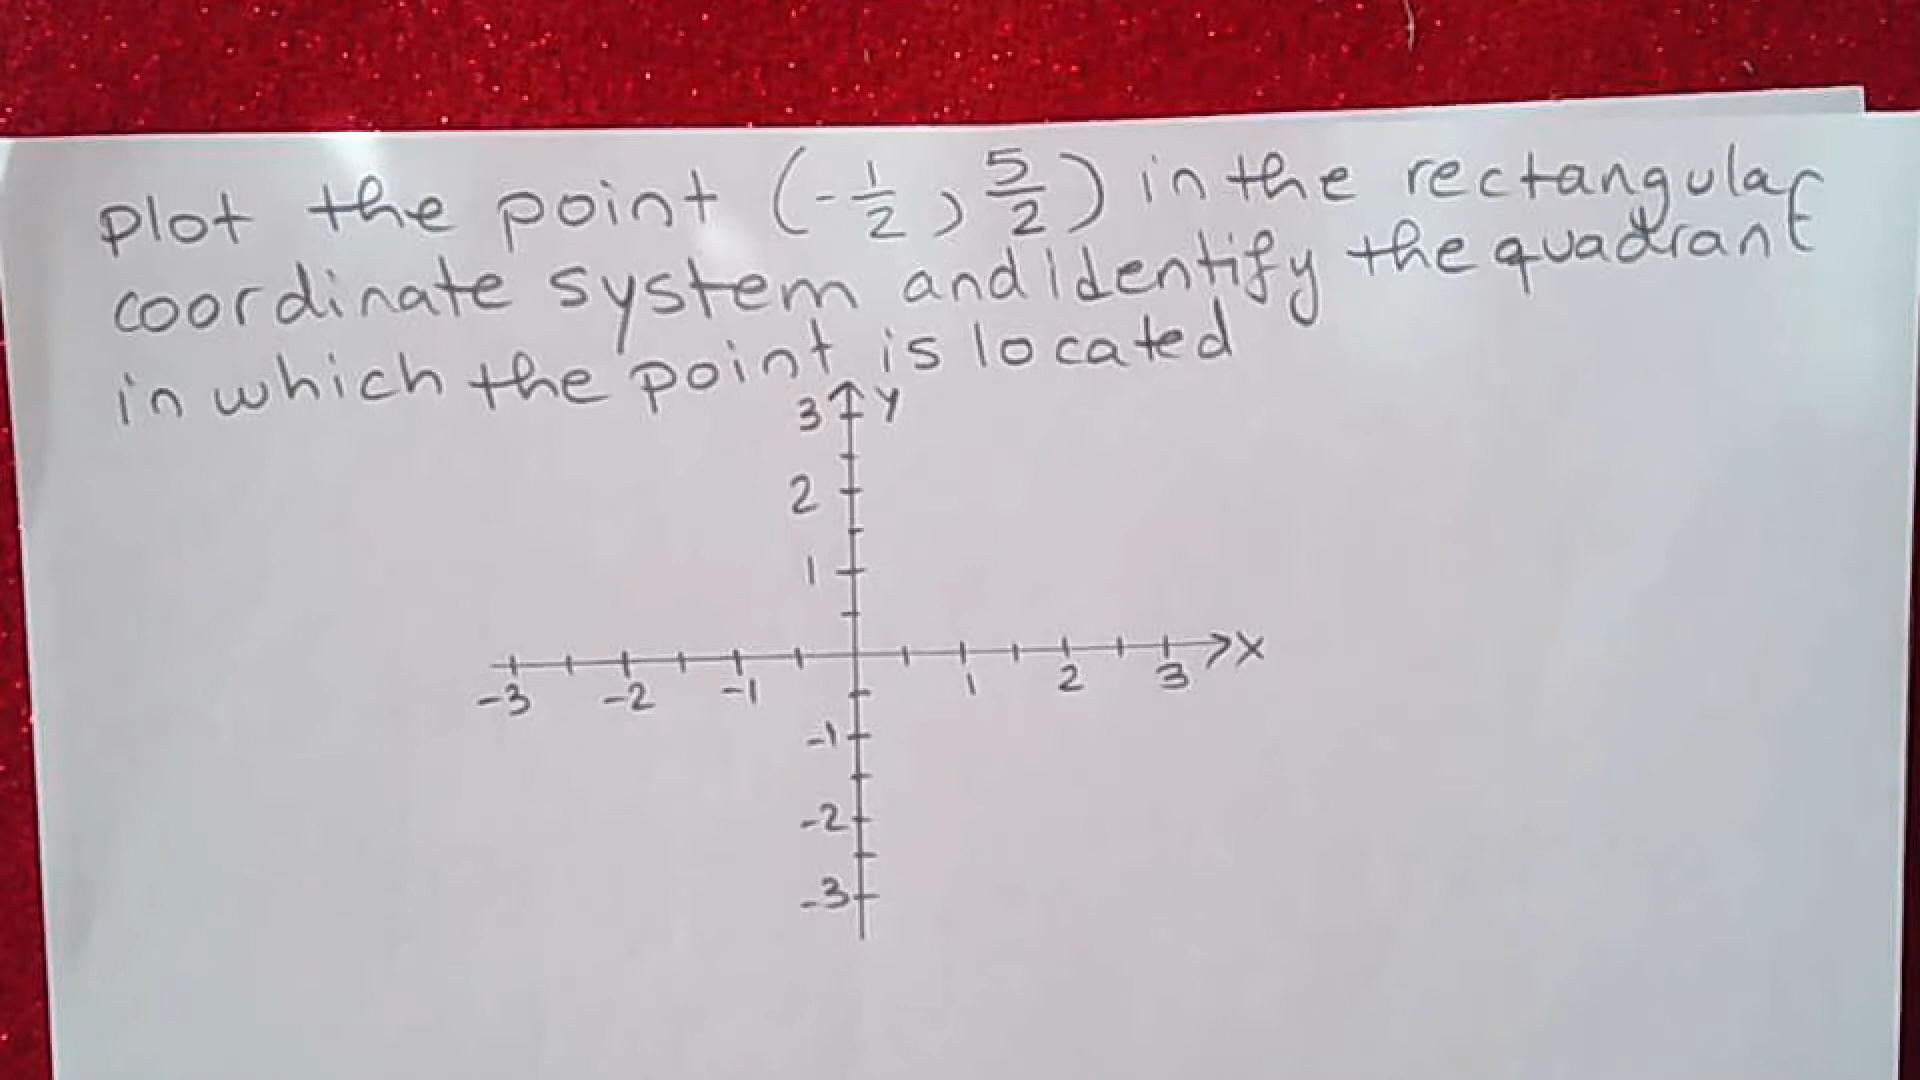 plot the point (-1/2, 5/2) in the rectangular
coordinate system and identify the quadrant
in which the point is located
3 Y
2
1
-3 -2 -1 1 2 3 X
-1
-2
-3